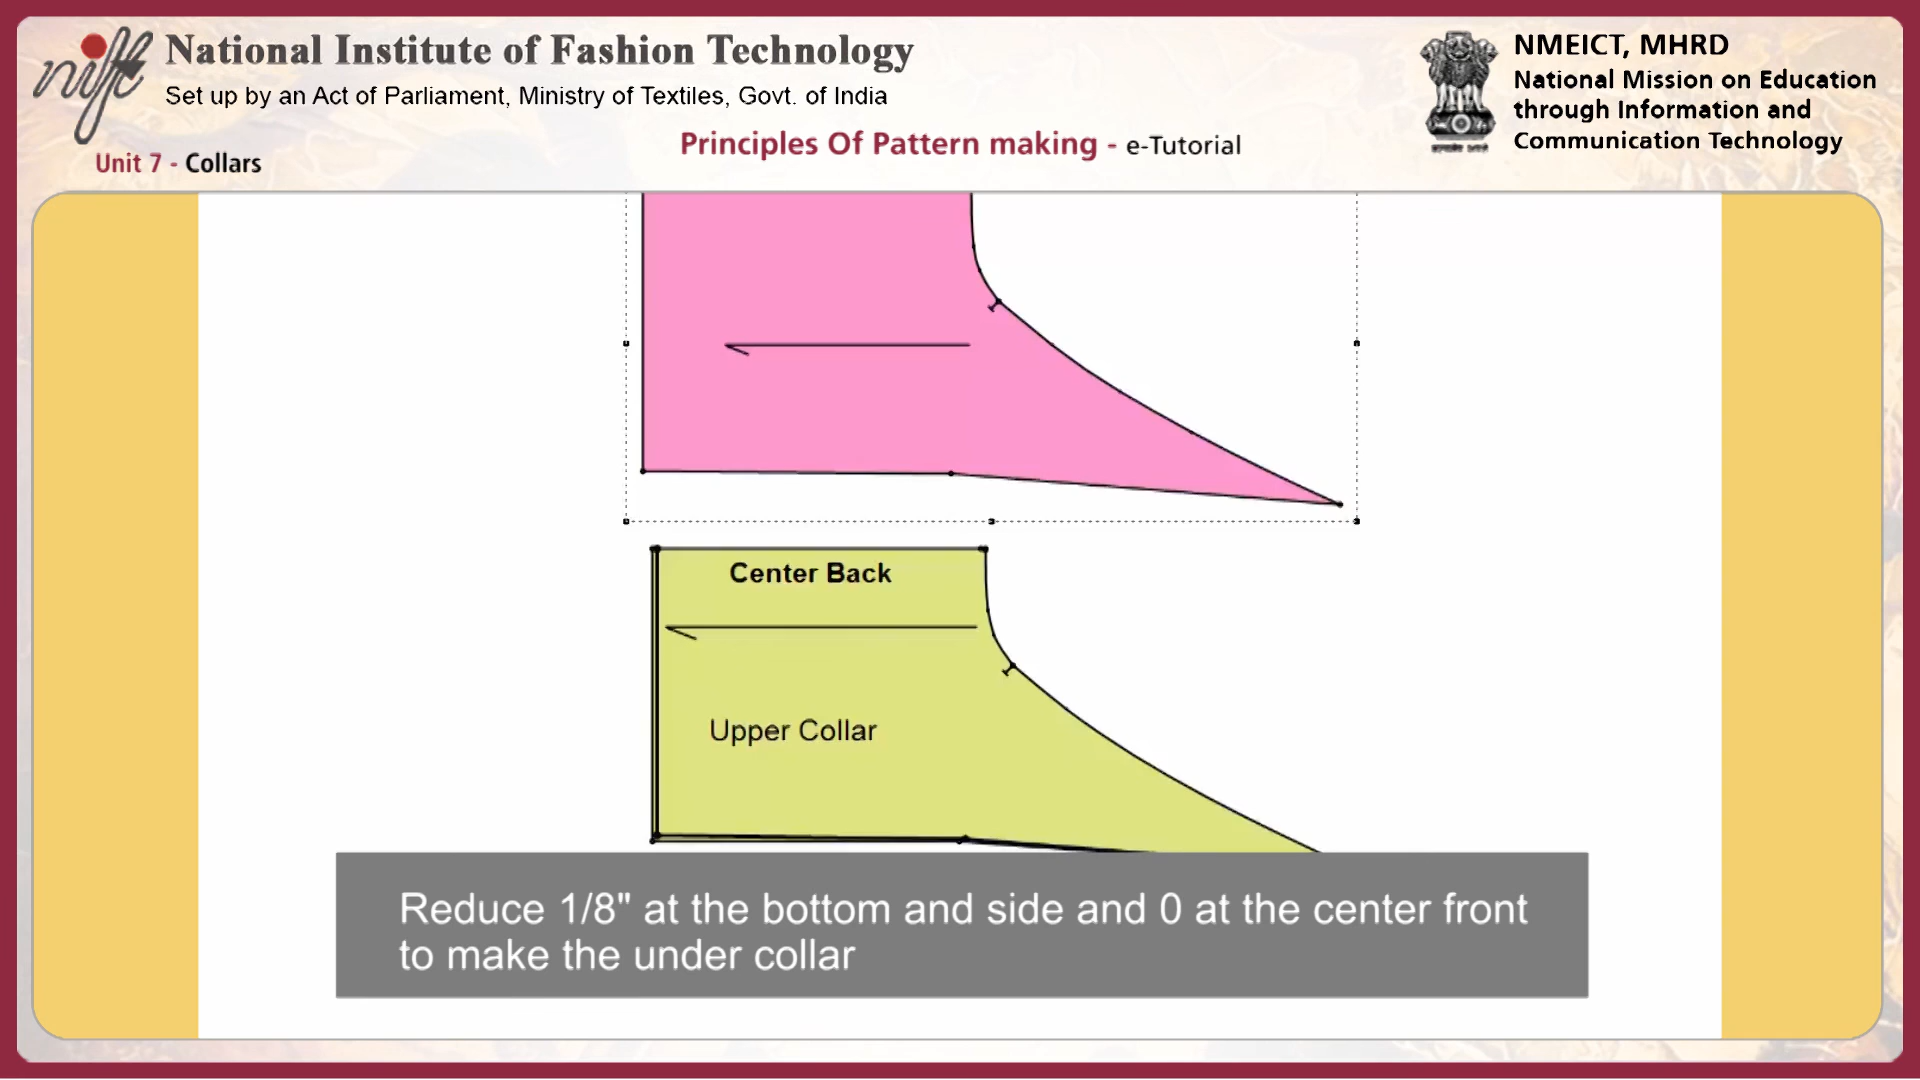 nift
National Institute of Fashion Technology
Set up by an Act of Parliament, Ministry of Textiles, Govt. of India
NMEICT, MHRD
National Mission on Education
through Information and
Communication Technology
Principles Of Pattern making - e-Tutorial
Unit 7 - Collars
Center Back
Upper Collar
Reduce 1/8" at the bottom and side and 0 at the center front
to make the under collar